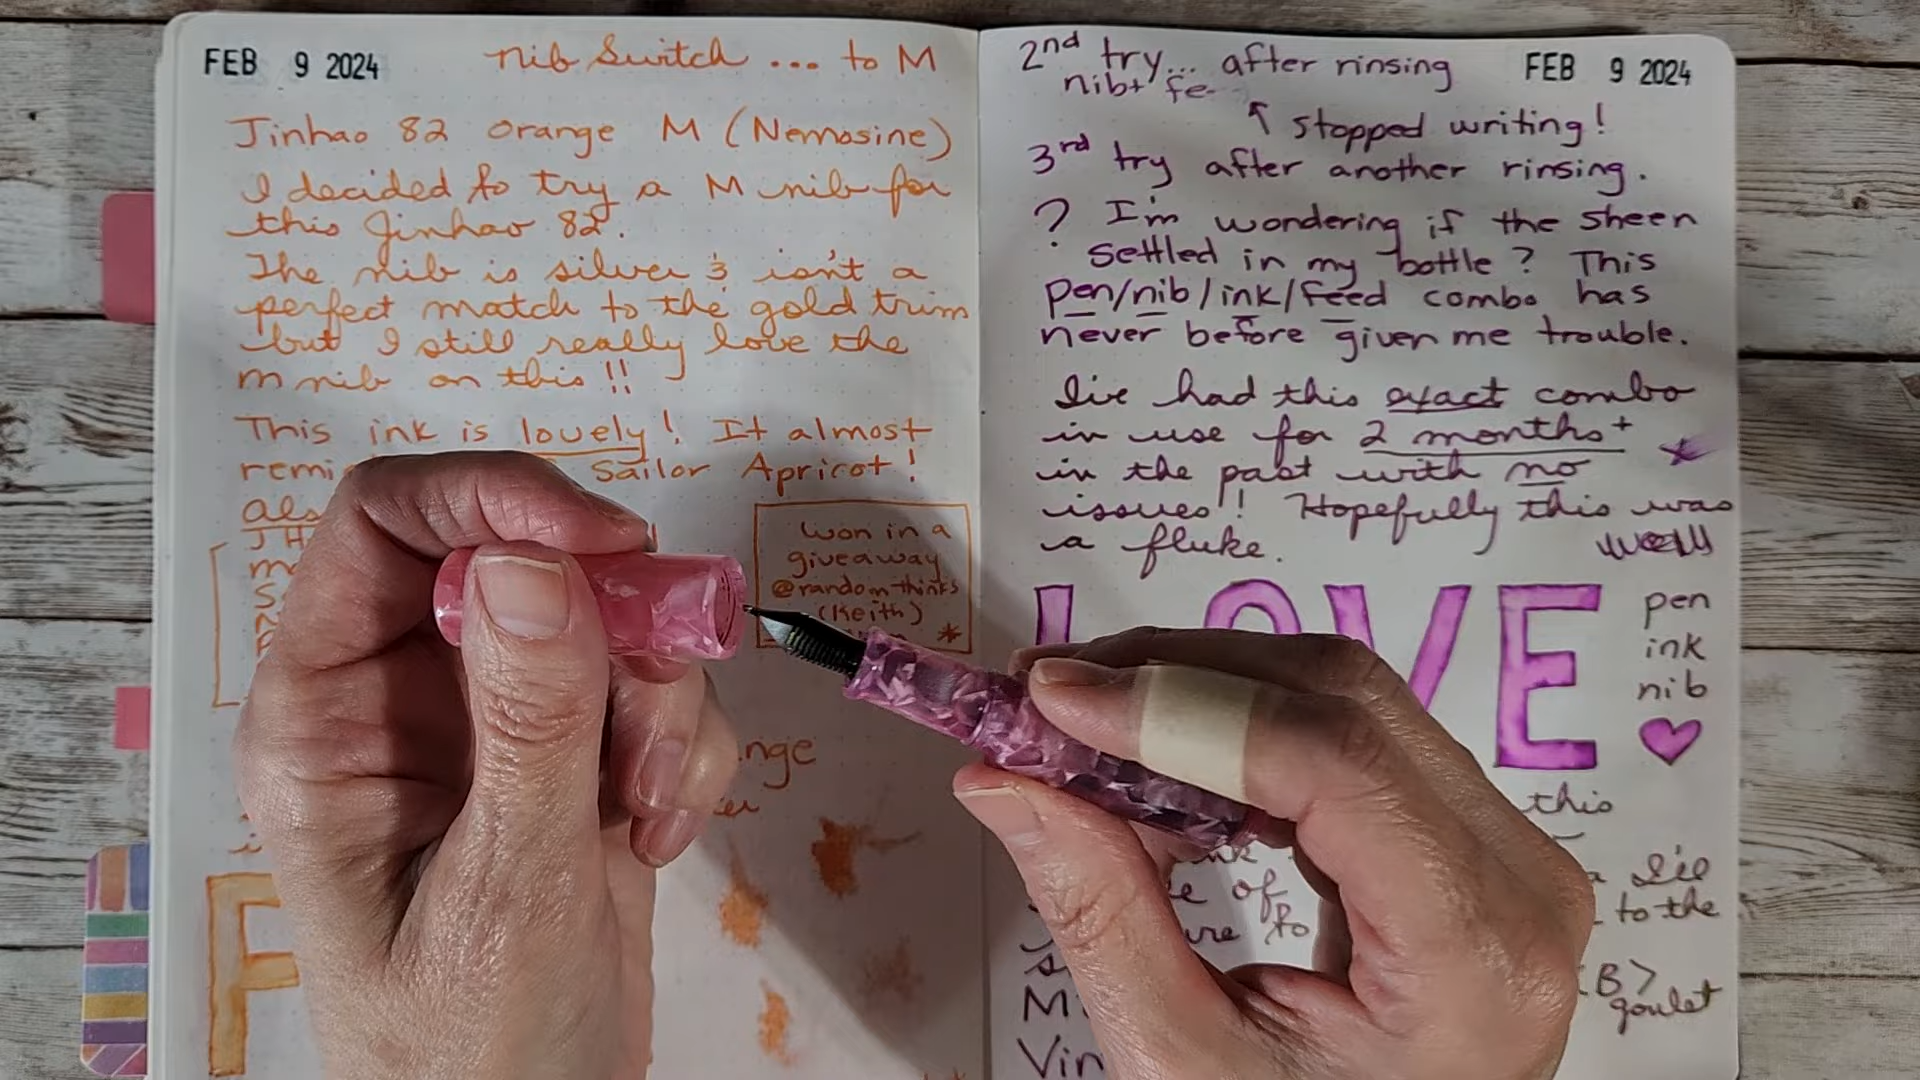 FEB 9 2024
Nib Switch ... to M
Jinhao 82 Orange M (Nemosine)
I decided to try a M nib for
this Jinhao 82.
The nib is silver & isn't a
perfect match to the gold trim
but I still really love the
M nib on this!!
This ink is lovely! It almost
Sailor Apricot!
won in a
giveaway
@randomthinks
(Keith)
2nd try... after rinsing
nib+
FEB 9 2024
↑ stopped writing!
3rd try after another rinsing.
? I'm wondering if the sheen
settled in my bottle? This
pen/nib/ink/feed combo has
never before given me trouble.
I've had this exact combo
in use for 2 months+
in the past with no
issues! Hopefully this was
a fluke.
LOVE
pen
ink
nib
this
of
I'll
to the
to
goulet